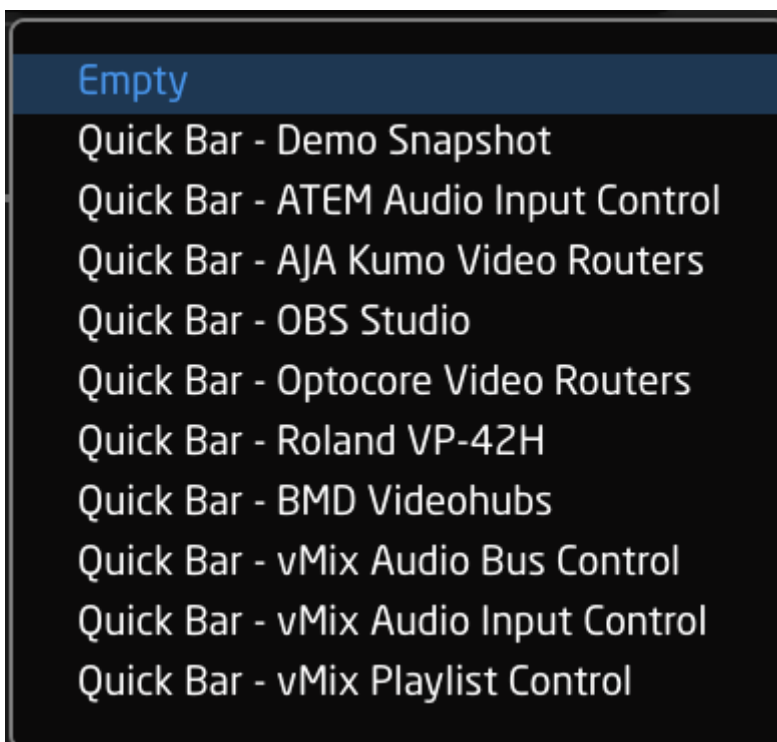 Empty
Quick Bar - Demo Snapshot
Quick Bar - ATEM Audio Input Control
Quick Bar - AJA Kumo Video Routers
Quick Bar - OBS Studio
Quick Bar - Optocore Video Routers
Quick Bar - Roland VP-42H
Quick Bar - BMD Videohubs
Quick Bar - vMix Audio Bus Control
Quick Bar - vMix Audio Input Control
Quick Bar - vMix Playlist Control